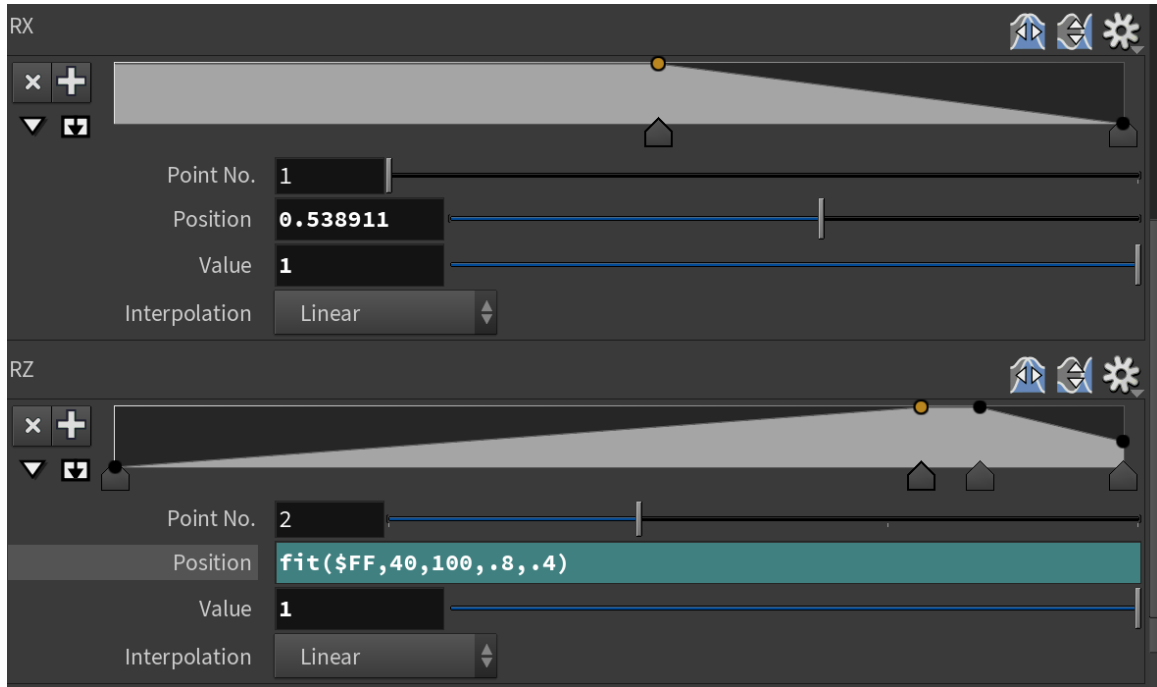 RX
Point No. 1
Position 0.538911
Value 1
Interpolation Linear
RZ
Point No. 2
Position fit($FF,40,100,.8,.4)
Value 1
Interpolation Linear